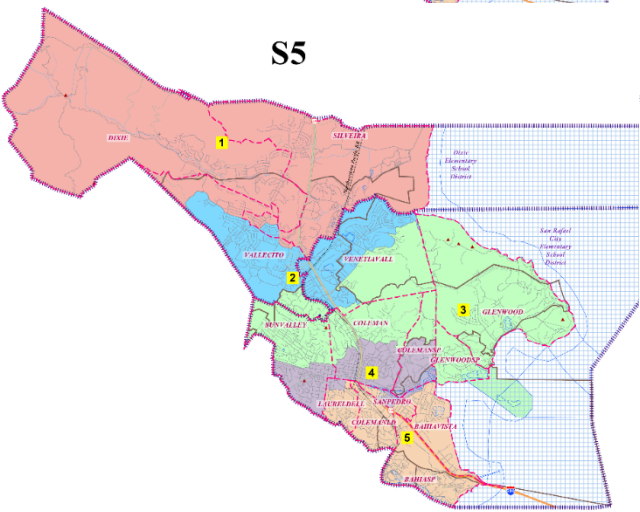 S5
DIXIE
1
SILVEIRA
Dixie
Elementary
School
District
San Rafael
City
Elementary
School
District
VALLECITO
2
VENETIAVALL
3
GLENWOOD
SUNVALLEY
COLEMAN
COLEMANSP
GLENWOODSP
4
LAURELDELL
SANPEDRO
COLEMANLD
BAHIAVISTA
5
BAHIASP